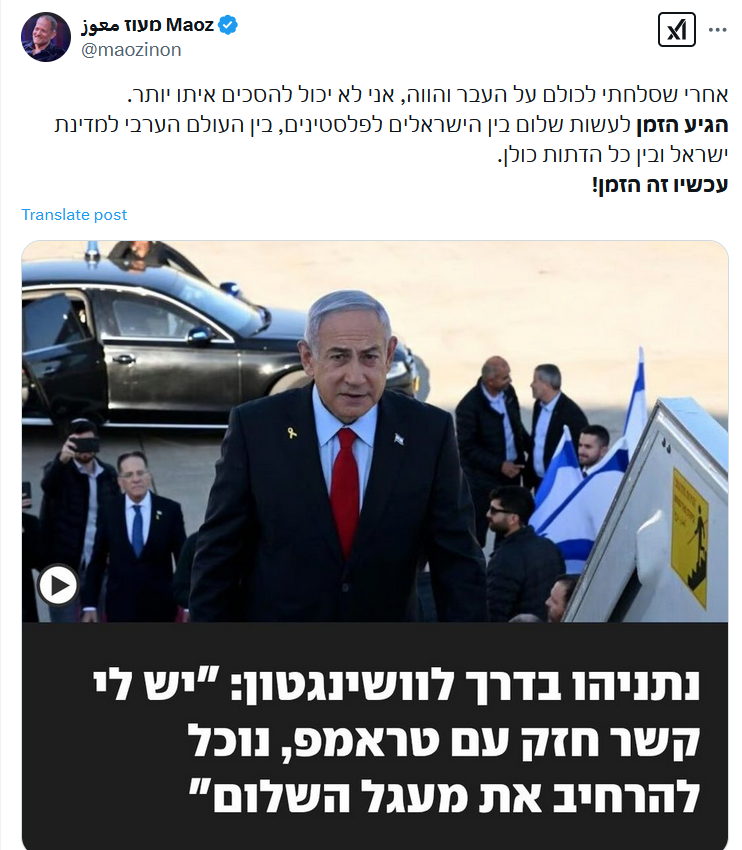 Maoz מעוז معوز
@maozinon
אחרי שסלחתי לכולם על העבר והווה, אני לא יכול להסכים איתו יותר.
הגיע הזמן לעשות שלום בין הישראלים לפלסטינים, בין העולם הערבי למדינת
ישראל ובין כל הדתות כולן.
עכשיו זה הזמן!
Translate post
נתניהו בדרך לוושינגטון: "יש לי
קשר חזק עם טראמפ, נוכל
להרחיב את מעגל השלום"